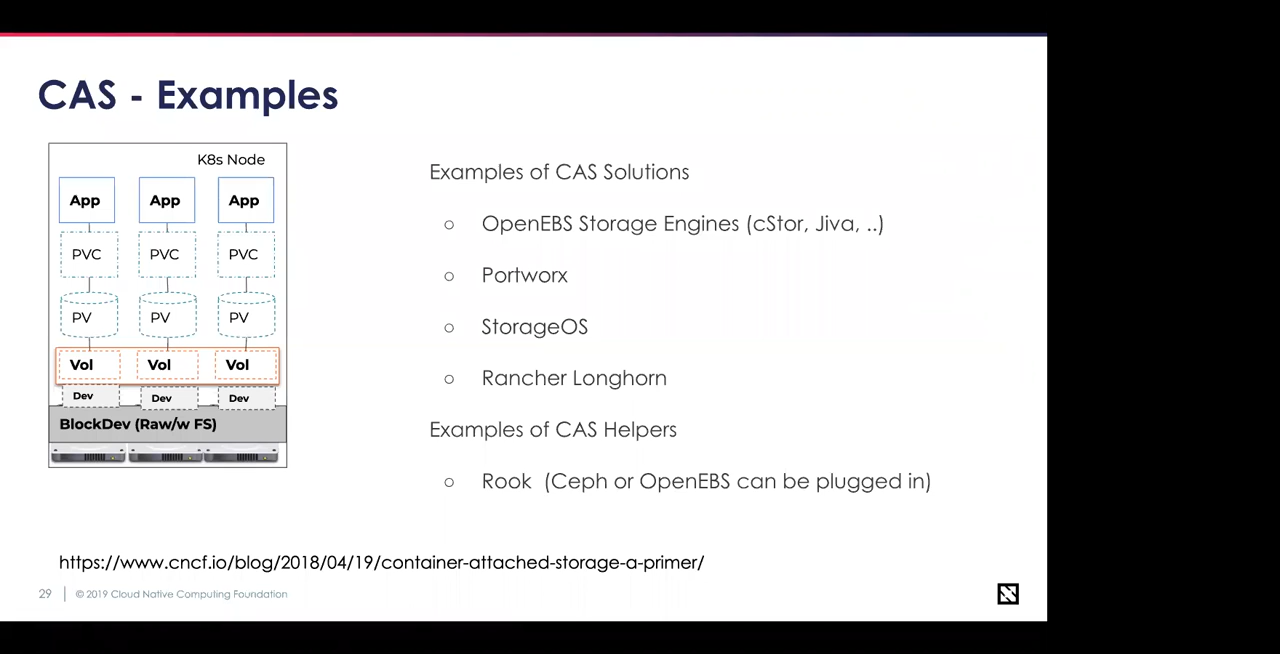 CAS - Examples
K8s Node
App App App
PVC PVC PVC
PV PV PV
Vol Vol Vol
Dev Dev Dev
BlockDev (Raw/w FS)
Examples of CAS Solutions
○ OpenEBS Storage Engines (cStor, Jiva, ..)
○ Portworx
○ StorageOS
○ Rancher Longhorn
Examples of CAS Helpers
○ Rook (Ceph or OpenEBS can be plugged in)
https://www.cncf.io/blog/2018/04/19/container-attached-storage-a-primer/
29 | © 2019 Cloud Native Computing Foundation